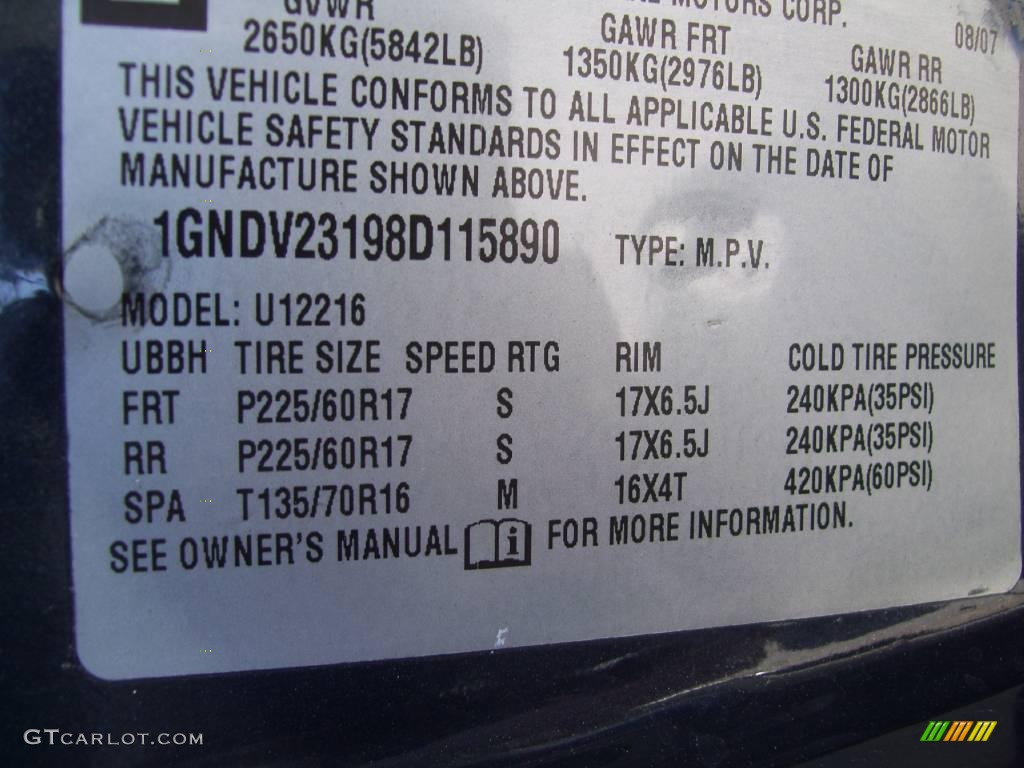 MOTORS CORP.
08/07
GVWR
GAWR FRT
GAWR RR
2650KG(5842LB)
1350KG(2976LB)
1300KG(2866LB)
THIS VEHICLE CONFORMS TO ALL APPLICABLE U.S. FEDERAL MOTOR
VEHICLE SAFETY STANDARDS IN EFFECT ON THE DATE OF
MANUFACTURE SHOWN ABOVE.
1GNDV23198D115890 TYPE: M.P.V.
MODEL: U12216
UBBH TIRE SIZE SPEED RTG RIM COLD TIRE PRESSURE
FRT P225/60R17 S 17X6.5J 240KPA(35PSI)
RR P225/60R17 S 17X6.5J 240KPA(35PSI)
SPA T135/70R16 M 16X4T 420KPA(60PSI)
SEE OWNER'S MANUAL i FOR MORE INFORMATION.
GTCARLOT.COM